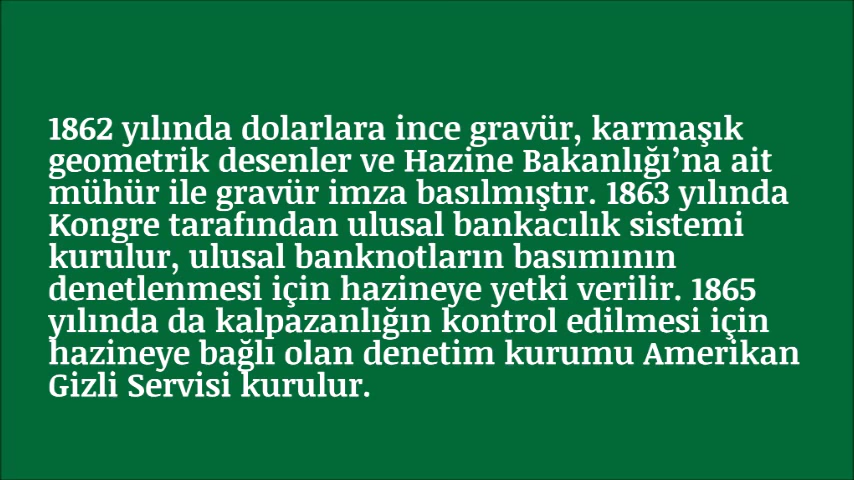 1862 yılında dolarlara ince gravür, karmaşık
geometrik desenler ve Hazine Bakanlığı’na ait
mühür ile gravür imza basılmıştır. 1863 yılında
Kongre tarafından ulusal bankacılık sistemi
kurulur, ulusal banknotların basımının
denetlenmesi için hazineye yetki verilir. 1865
yılında da kalpazanlığın kontrol edilmesi için
hazineye bağlı olan denetim kurumu Amerikan
Gizli Servisi kurulur.